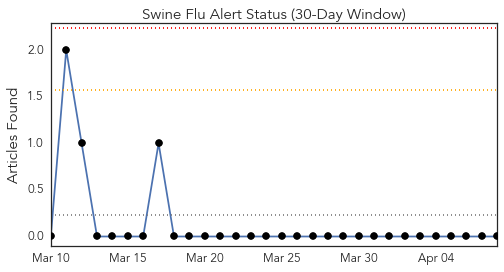 Swine Flu Alert Status (30-Day Window)
Articles Found
2.0
1.5
1.0
0.5
0.0
Mar 10 Mar 15 Mar 20 Mar 25 Mar 30 Apr 04